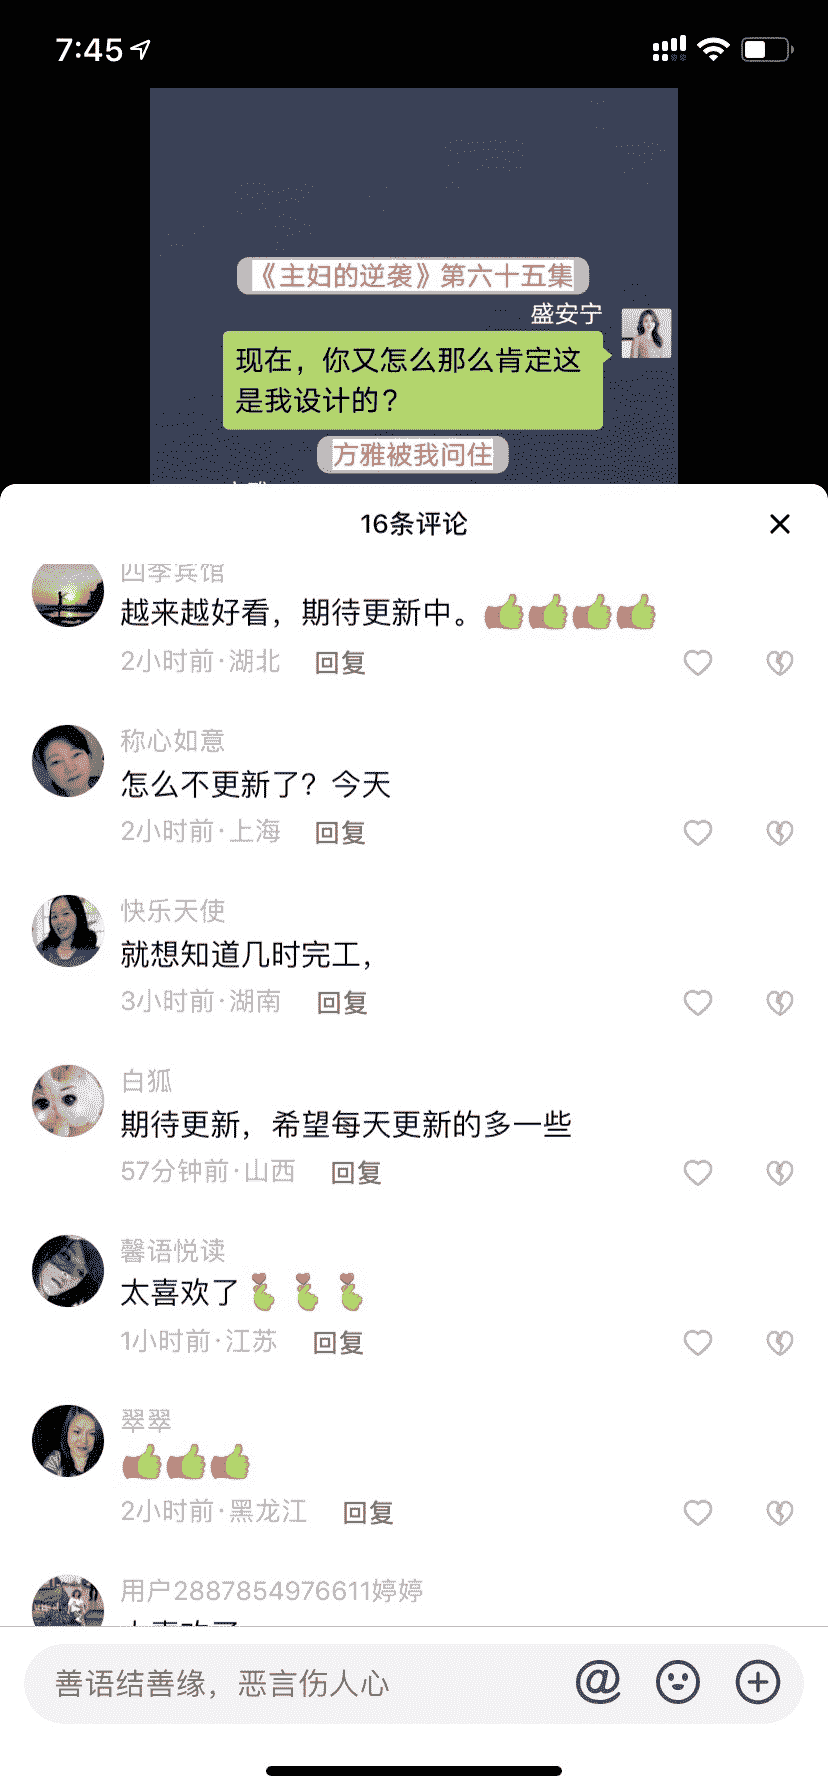 7:45
《主妇的逆袭》第六十五集
盛安宁
现在，你又怎么那么肯定这
是我设计的？
方雅被我问住
16条评论
四季宾馆
越来越好看，期待更新中。👍👍👍👍
2小时前·湖北 回复
称心如意
怎么不更新了？今天
2小时前·上海 回复
快乐天使
就想知道几时完工，
3小时前·湖南 回复
白狐
期待更新，希望每天更新的多一些
57分钟前·山西 回复
馨语悦读
太喜欢了
1小时前·江苏 回复
翠翠
👍👍👍
2小时前·黑龙江 回复
用户2887854976611婷婷
善语结善缘，恶言伤人心